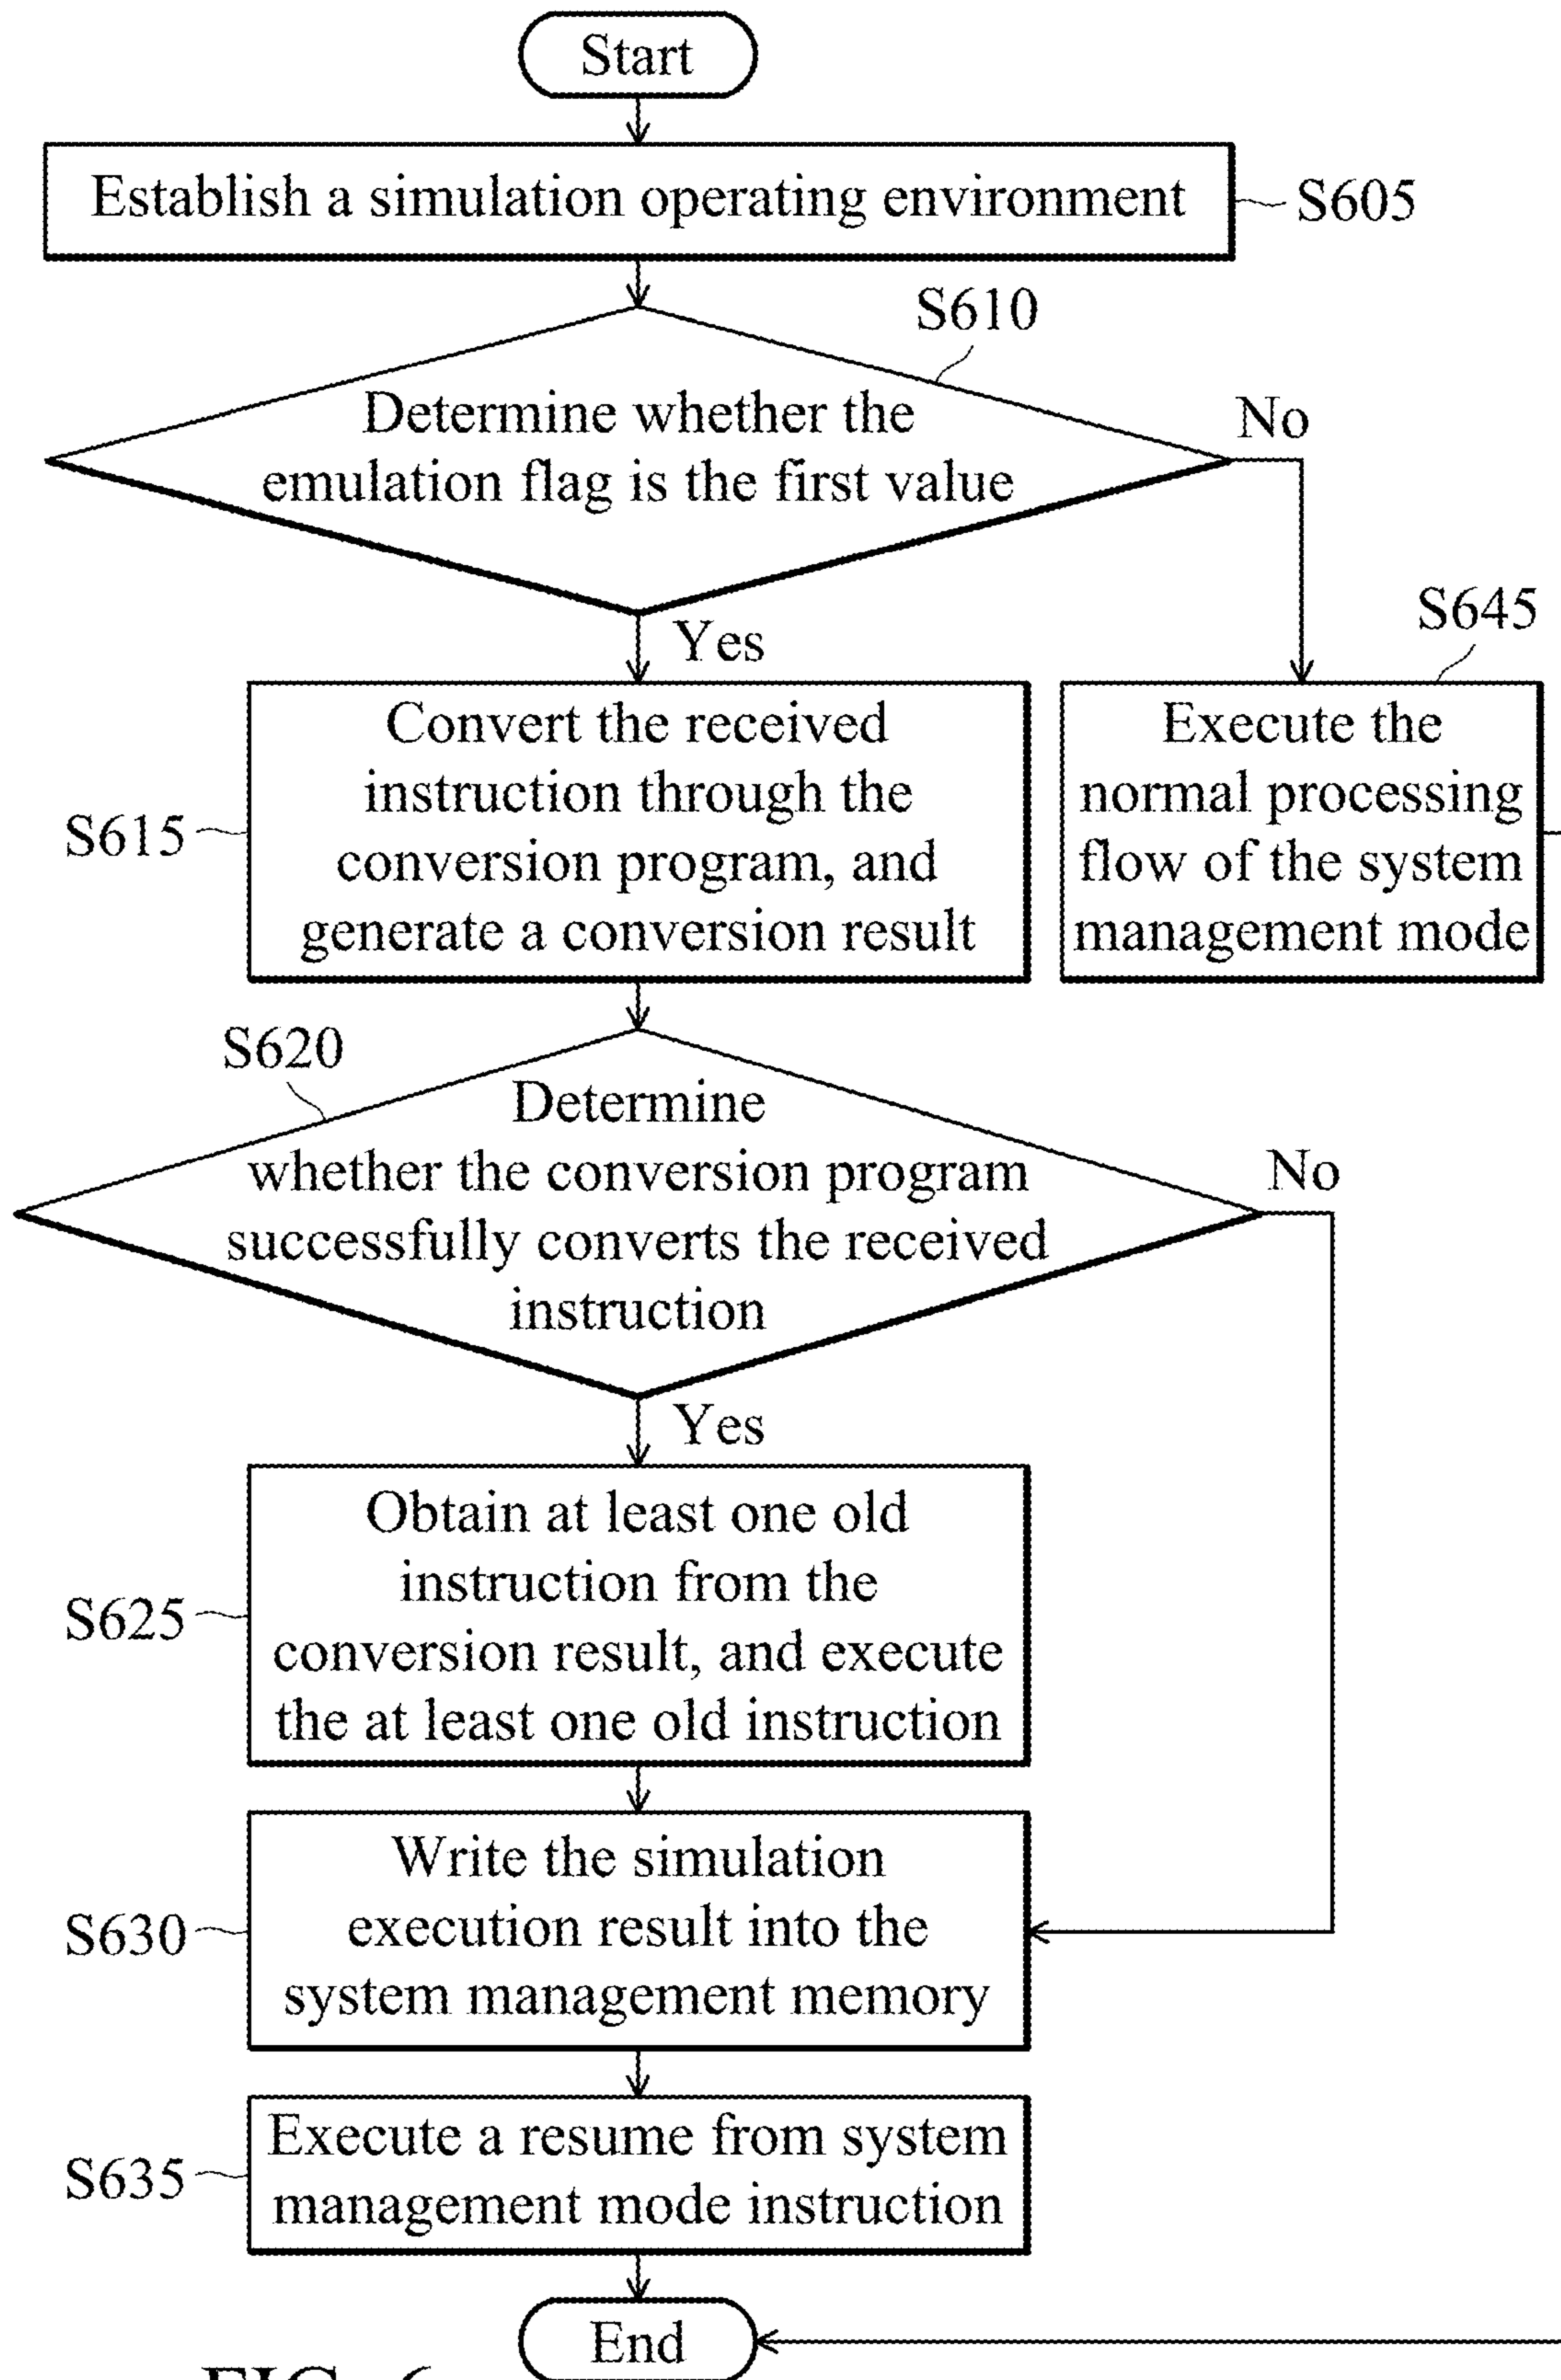 Start
Establish a simulation operating environment
S605
S610
Determine whether the
emulation flag is the first value
No
Yes
S645
Convert the received
instruction through the
conversion program, and
generate a conversion result
S615
Execute the
normal processing
flow of the system
management mode
S620
Determine
whether the conversion program
successfully converts the received
instruction
No
Yes
Obtain at least one old
instruction from the
conversion result, and execute
the at least one old instruction
S625
Write the simulation
execution result into the
system management memory
S630
Execute a resume from system
management mode instruction
S635
End
FIG. 6